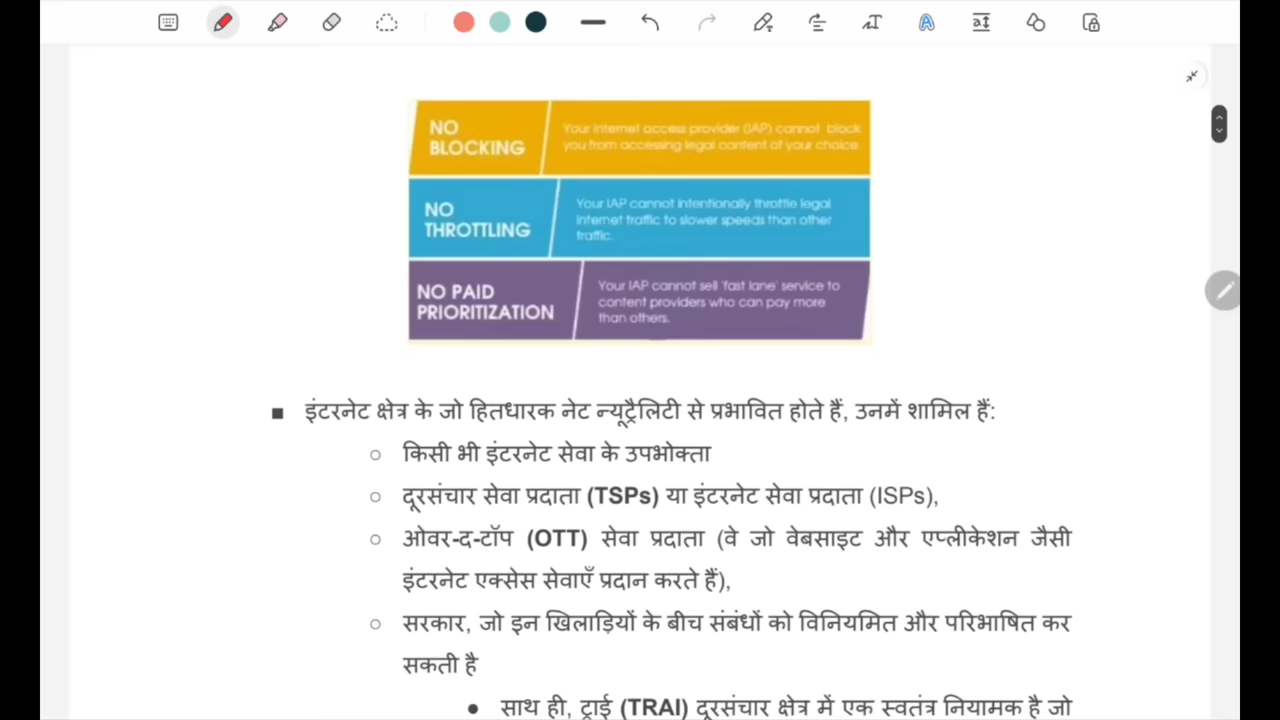 NO
BLOCKING
Your internet access provider (IAP) cannot block
you from accessing legal content of your choice.
NO
THROTTLING
Your IAP cannot intentionally throttle legal
internet traffic to slower speeds than other
traffic.
NO PAID
PRIORITIZATION
Your IAP cannot sell 'fast lane' service to
content providers who can pay more
than others.
■ इंटरनेट क्षेत्र के जो हितधारक नेट न्यूट्रैलिटी से प्रभावित होते हैं, उनमें शामिल हैं:
○ किसी भी इंटरनेट सेवा के उपभोक्ता
○ दूरसंचार सेवा प्रदाता (TSPs) या इंटरनेट सेवा प्रदाता (ISPs),
○ ओवर-द-टॉप (OTT) सेवा प्रदाता (वे जो वेबसाइट और एप्लीकेशन जैसी
इंटरनेट एक्सेस सेवाएँ प्रदान करते हैं),
○ सरकार, जो इन खिलाड़ियों के बीच संबंधों को विनियमित और परिभाषित कर
सकती है
● साथ ही, ट्राई (TRAI) दूरसंचार क्षेत्र में एक स्वतंत्र नियामक है जो